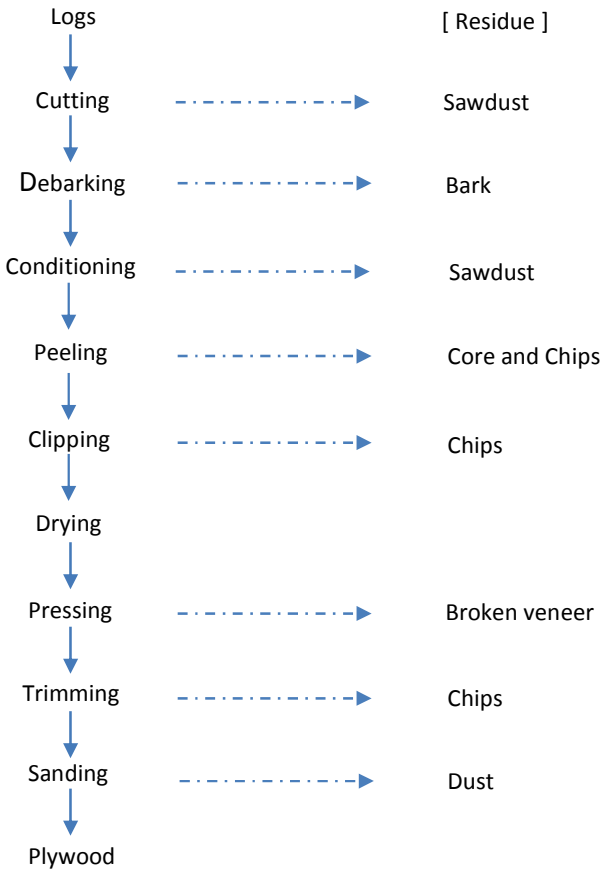 Logs [ Residue ]
Cutting Sawdust
Debarking Bark
Conditioning Sawdust
Peeling Core and Chips
Clipping Chips
Drying
Pressing Broken veneer
Trimming Chips
Sanding Dust
Plywood